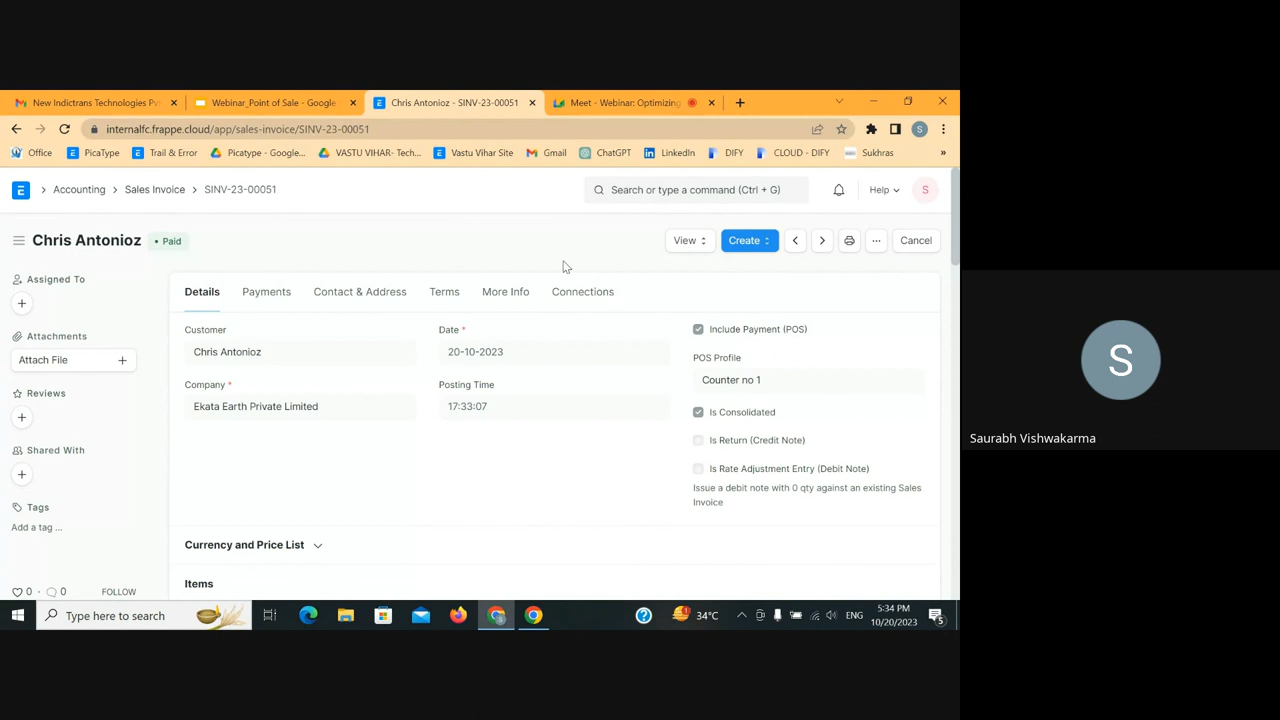 New Indictrans Technologies Pv
Webinar_Point of Sale - Google
Chris Antonioz - SINV-23-00051
Meet - Webinar: Optimizing
internalfc.frappe.cloud/app/sales-invoice/SINV-23-00051
S
Office
PicaType
Trail & Error
Picatype - Google...
VASTU VIHAR- Tech...
Vastu Vihar Site
Gmail
ChatGPT
LinkedIn
DIFY
CLOUD - DIFY
Sukhras
»
E
Accounting
Sales Invoice
SINV-23-00051
Search or type a command (Ctrl + G)
Help
S
Chris Antonioz
• Paid
View
Create
...
Cancel
Assigned To
Attachments
Attach File +
Reviews
Shared With
Tags
Add a tag ...
0 · 0
FOLLOW
Details
Payments
Contact & Address
Terms
More Info
Connections
Customer
Chris Antonioz
Company *
Ekata Earth Private Limited
Date *
20-10-2023
Posting Time
17:33:07
Include Payment (POS)
POS Profile
Counter no 1
Is Consolidated
Is Return (Credit Note)
Is Rate Adjustment Entry (Debit Note)
Issue a debit note with 0 qty against an existing Sales
Invoice
Currency and Price List
Items
Type here to search
34°C
ENG
5:34 PM
10/20/2023
5
S
Saurabh Vishwakarma